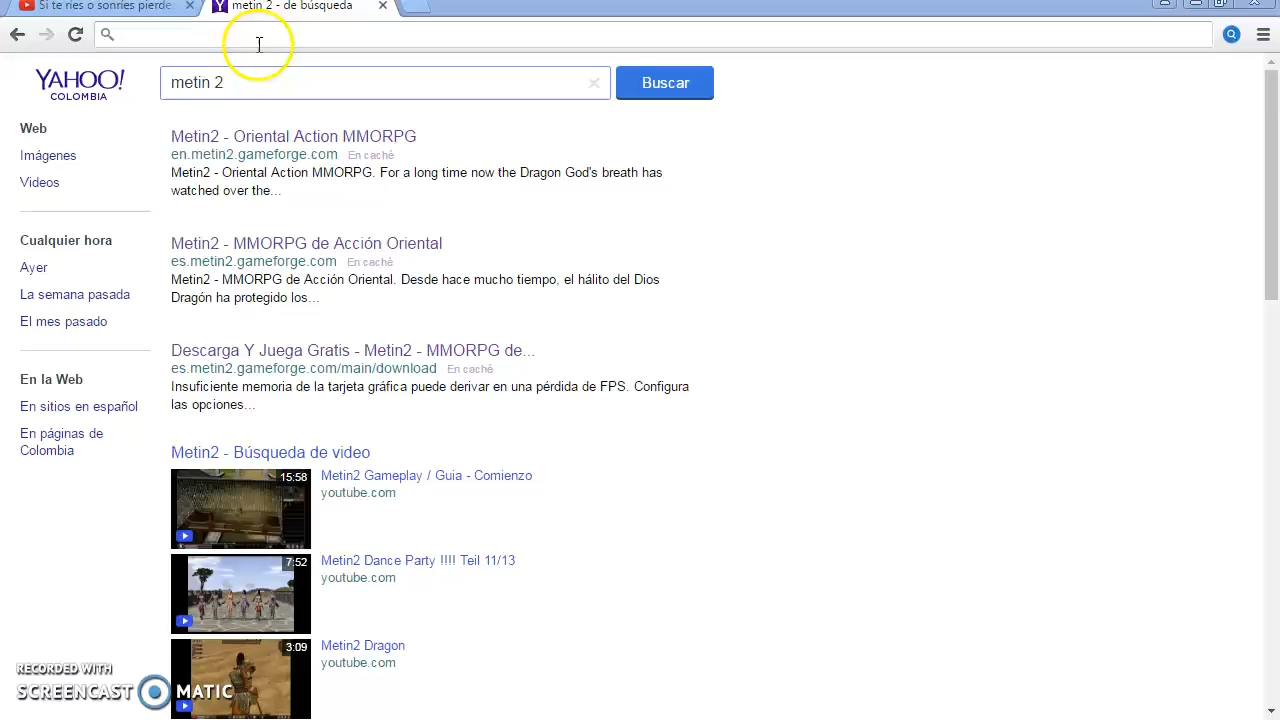 Si te ríes o sonríes pierde
metin 2 - de búsqueda
YAHOO!
COLOMBIA
metin 2
Buscar
Web
Imágenes
Videos
Cualquier hora
Ayer
La semana pasada
El mes pasado
En la Web
En sitios en español
En páginas de
Colombia
Metin2 - Oriental Action MMORPG
en.metin2.gameforge.com En caché
Metin2 - Oriental Action MMORPG. For a long time now the Dragon God's breath has
watched over the...
Metin2 - MMORPG de Acción Oriental
es.metin2.gameforge.com En caché
Metin2 - MMORPG de Acción Oriental. Desde hace mucho tiempo, el hálito del Dios
Dragón ha protegido los...
Descarga Y Juega Gratis - Metin2 - MMORPG de...
es.metin2.gameforge.com/main/download En caché
Insuficiente memoria de la tarjeta gráfica puede derivar en una pérdida de FPS. Configura
las opciones...
Metin2 - Búsqueda de video
15:58
Metin2 Gameplay / Guia - Comienzo
youtube.com
7:52
Metin2 Dance Party !!!! Teil 11/13
youtube.com
3:09
Metin2 Dragon
youtube.com
RECORDED WITH
SCREENCAST MATIC